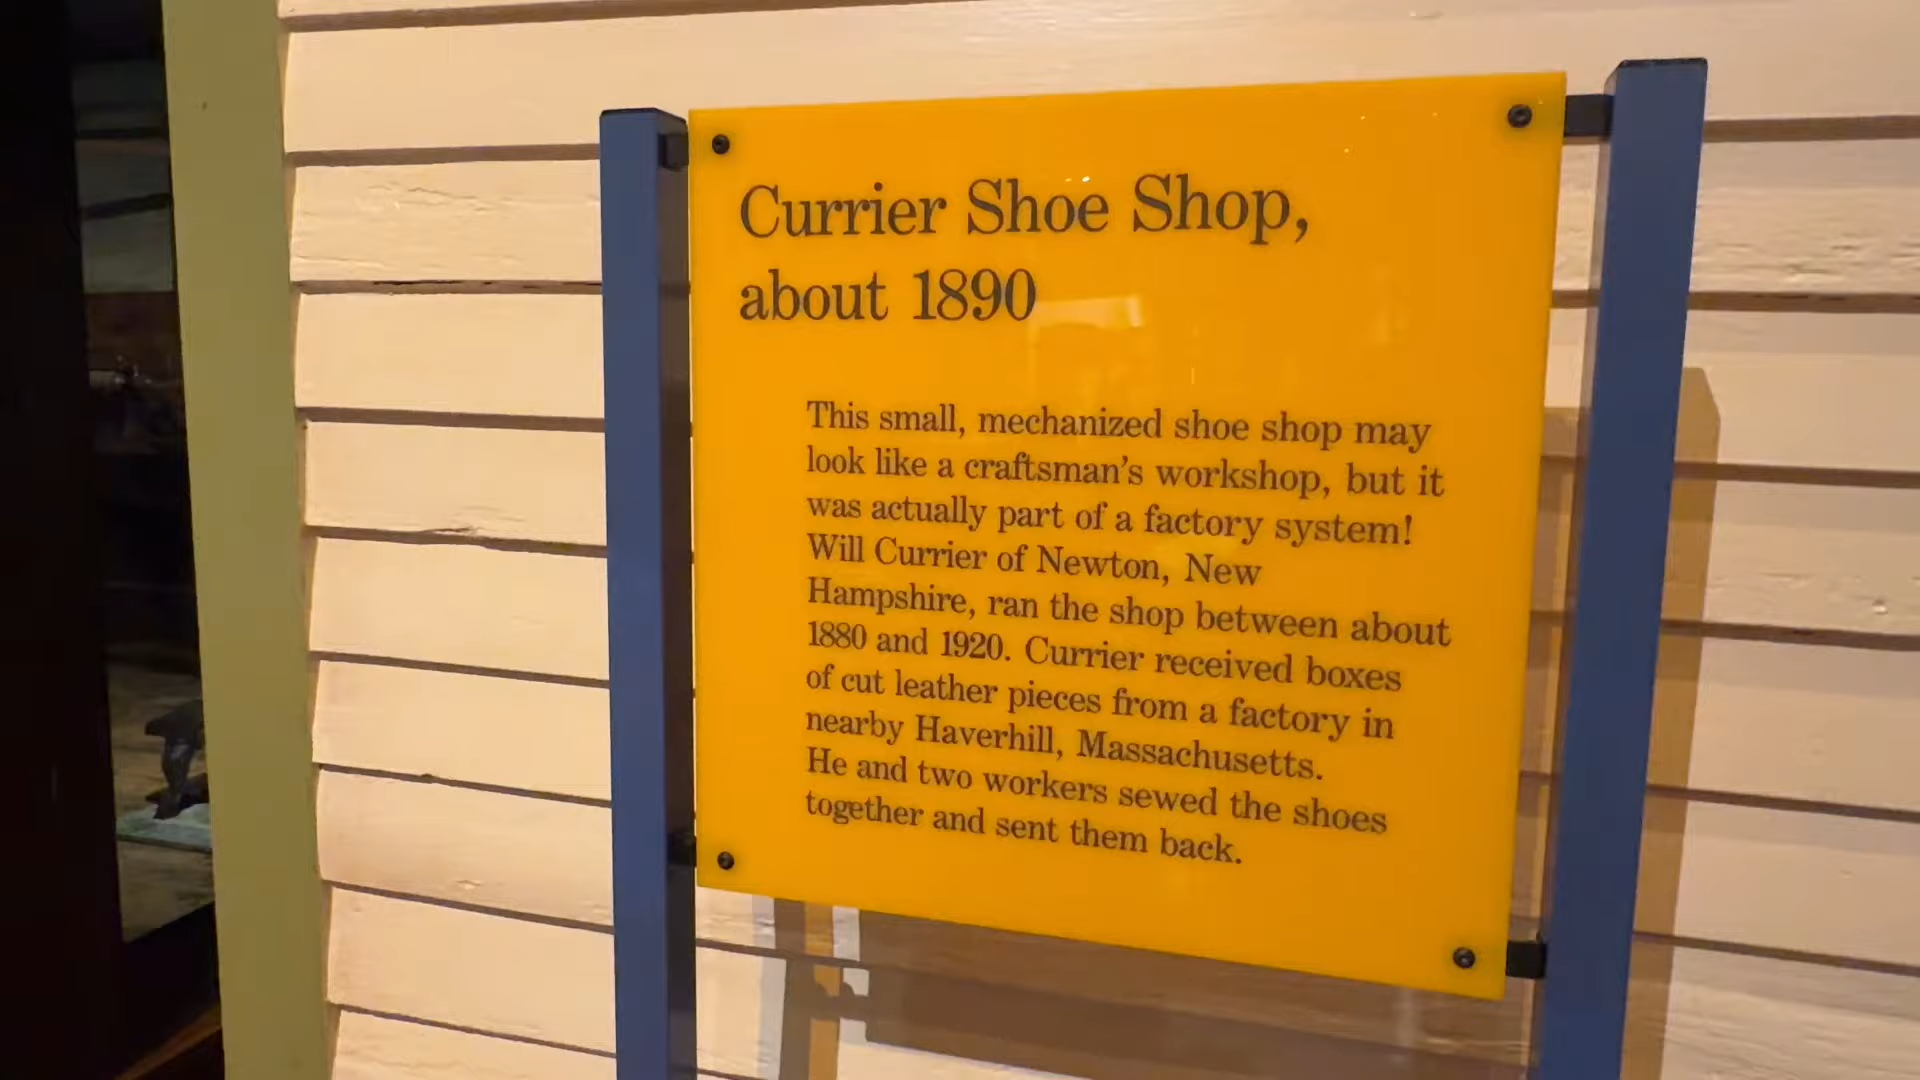 Currier Shoe Shop,
about 1890
This small, mechanized shoe shop may
look like a craftsman's workshop, but it
was actually part of a factory system!
Will Currier of Newton, New
Hampshire, ran the shop between about
1880 and 1920. Currier received boxes
of cut leather pieces from a factory in
nearby Haverhill, Massachusetts.
He and two workers sewed the shoes
together and sent them back.